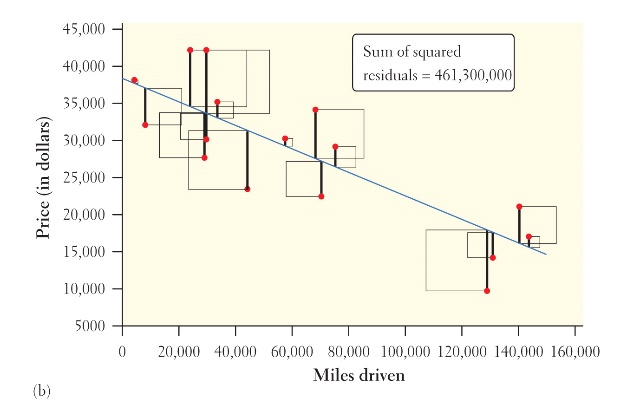 45,000
40,000
35,000
30,000
25,000
20,000
15,000
10,000
5000
Price (in dollars)
Sum of squared
residuals = 461,300,000
0 20,000 40,000 60,000 80,000 100,000 120,000 140,000 160,000
Miles driven
(b)